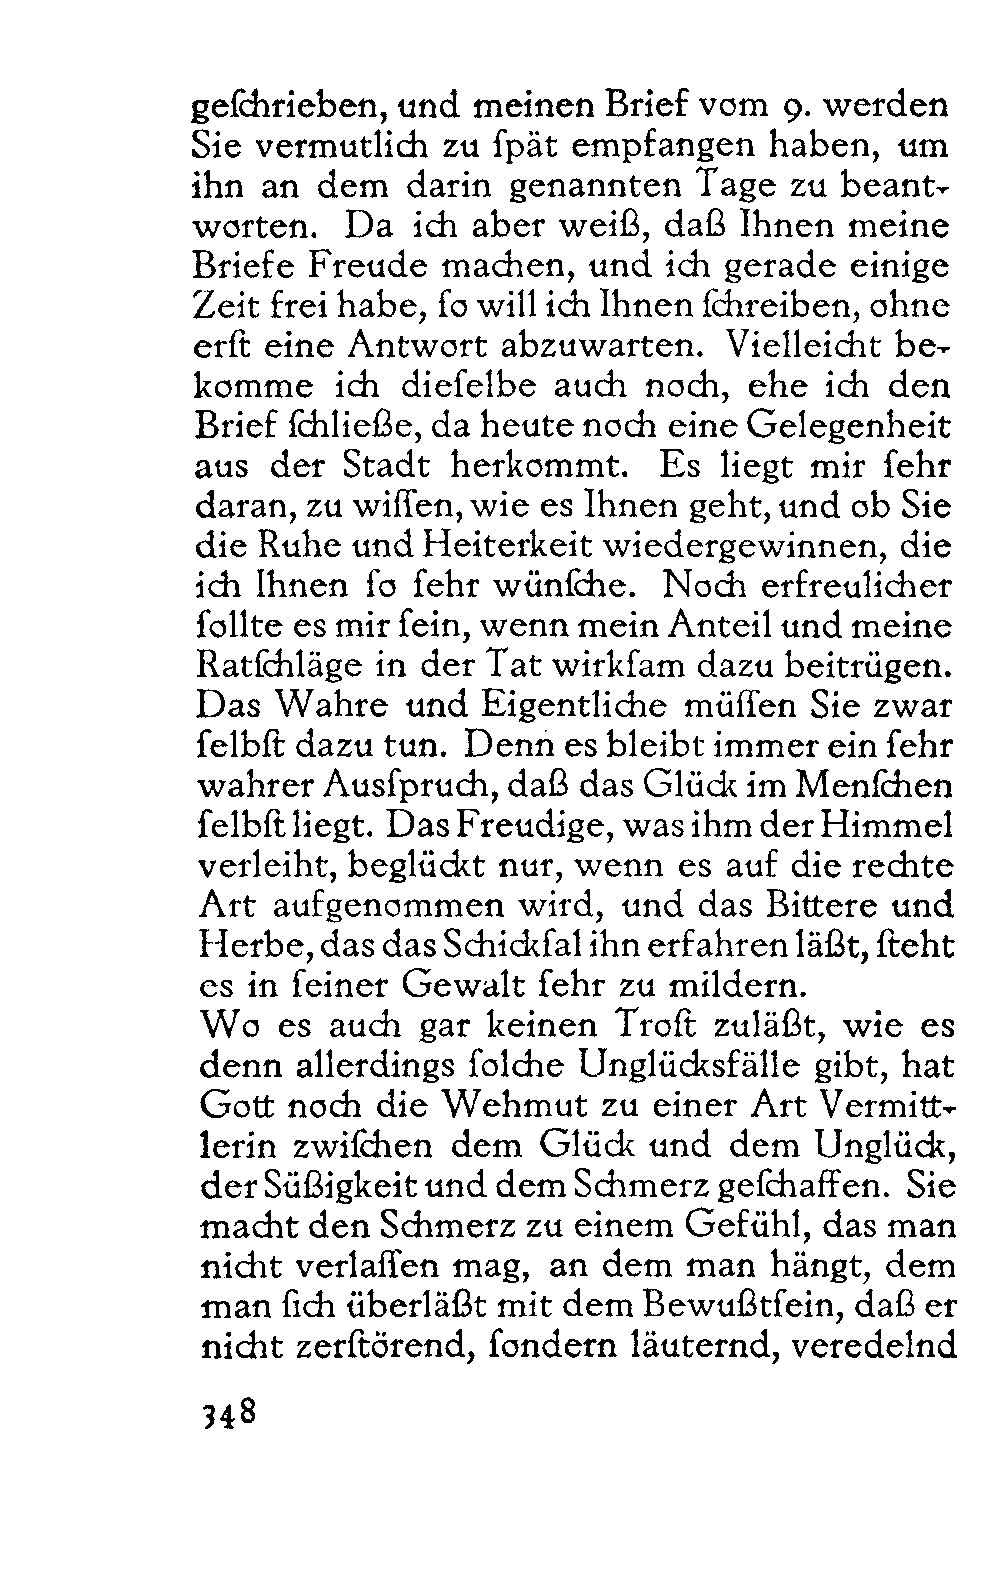 geſchrieben, und meinen Brief vom 9. werden
Sie vermutlich zu ſpät empfangen haben, um
ihn an dem darin genannten Tage zu beant-
worten. Da ich aber weiß, daß Ihnen meine
Briefe Freude machen, und ich gerade einige
Zeit frei habe, ſo will ich Ihnen ſchreiben, ohne
erſt eine Antwort abzuwarten. Vielleicht be-
komme ich dieſelbe auch noch, ehe ich den
Brief ſchließe, da heute noch eine Gelegenheit
aus der Stadt herkommt. Es liegt mir ſehr
daran, zu wiſſen, wie es Ihnen geht, und ob Sie
die Ruhe und Heiterkeit wiedergewinnen, die
ich Ihnen ſo ſehr wünſche. Noch erfreulicher
ſollte es mir ſein, wenn mein Anteil und meine
Ratſchläge in der Tat wirkſam dazu beitrügen.
Das Wahre und Eigentliche müſſen Sie zwar
ſelbſt dazu tun. Denn es bleibt immer ein ſehr
wahrer Ausſpruch, daß das Glück im Menſchen
ſelbſt liegt. Das Freudige, was ihm der Himmel
verleiht, beglückt nur, wenn es auf die rechte
Art aufgenommen wird, und das Bittere und
Herbe, das das Schickſal ihn erfahren läßt, ſteht
es in ſeiner Gewalt ſehr zu mildern.
Wo es auch gar keinen Troſt zuläßt, wie es
denn allerdings ſolche Unglücksfälle gibt, hat
Gott noch die Wehmut zu einer Art Vermitt-
lerin zwiſchen dem Glück und dem Unglück,
der Süßigkeit und dem Schmerz geſchaffen. Sie
macht den Schmerz zu einem Gefühl, das man
nicht verlaſſen mag, an dem man hängt, dem
man ſich überläßt mit dem Bewußtſein, daß er
nicht zerſtörend, ſondern läuternd, veredelnd
348